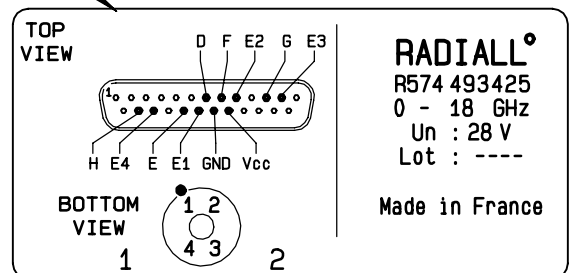 TOP
VIEW
D F E2 G E3
1
H E4 E E1 GND Vcc
BOTTOM
VIEW
1 2
4 3
1 2
RADIALL°
R574 493425
0 - 18 GHz
Un : 28 V
Lot : ----
Made in France